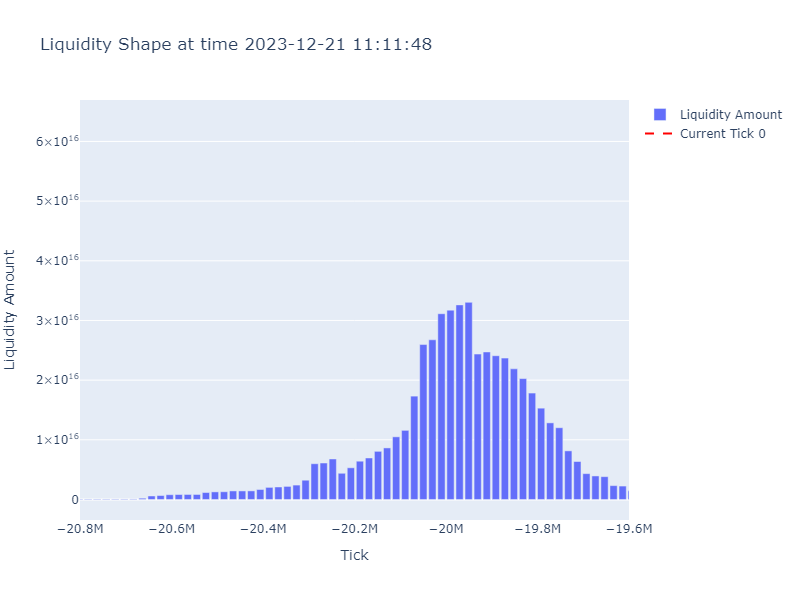 Liquidity Shape at time 2023-12-21 11:11:48
Liquidity Amount
Current Tick 0
6×10¹⁶
5×10¹⁶
4×10¹⁶
3×10¹⁶
2×10¹⁶
1×10¹⁶
0
Liquidity Amount
−20.8M −20.6M −20.4M −20.2M −20M −19.8M −19.6M
Tick